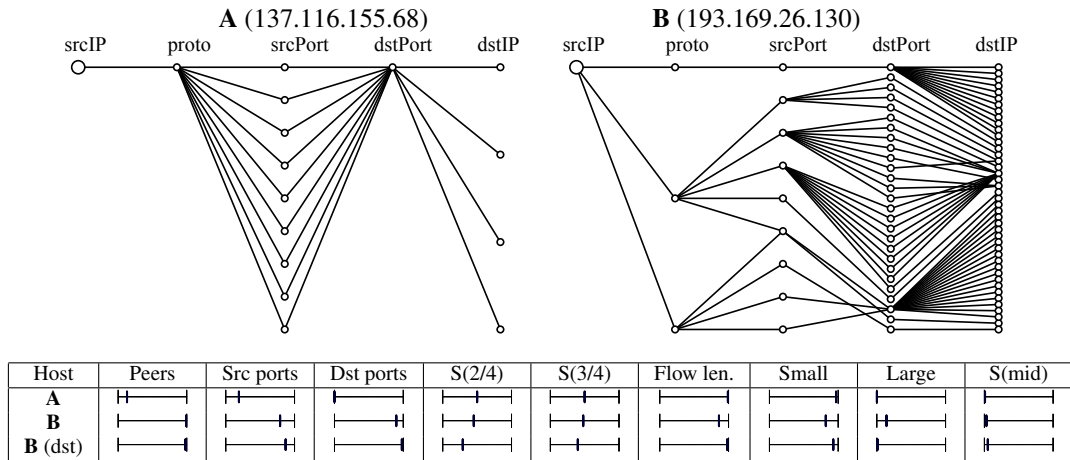 A (137.116.155.68) B (193.169.26.130)
srcIP proto srcPort dstPort dstIP srcIP proto srcPort dstPort dstIP
Host Peers Src ports Dst ports S(2/4) S(3/4) Flow len. Small Large S(mid)
A
B
B (dst)